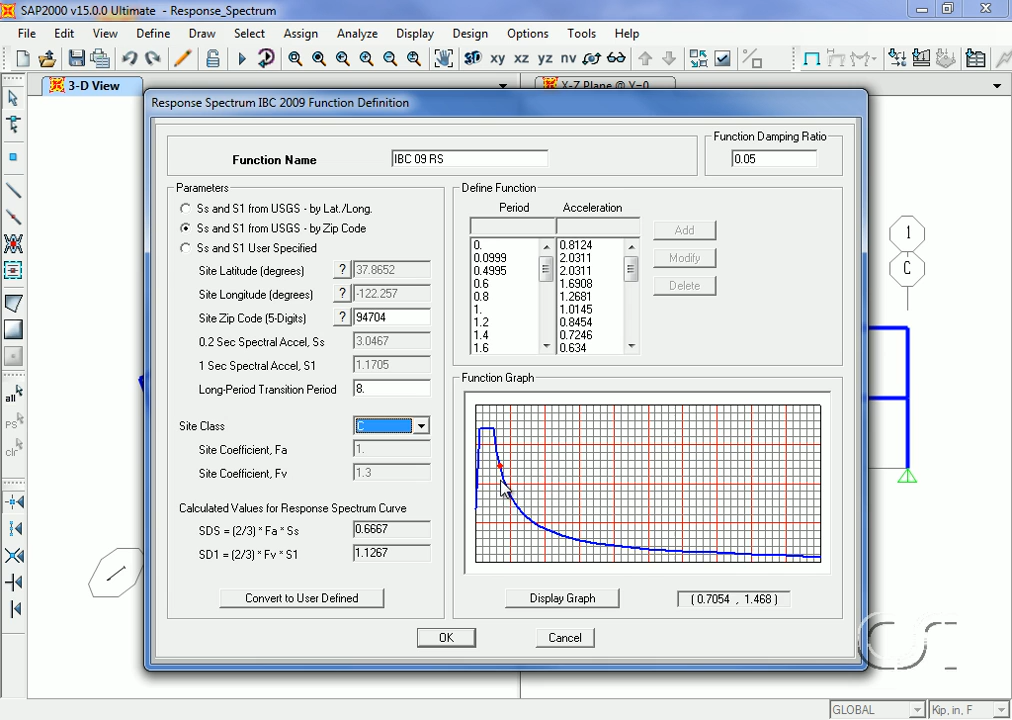 SAP2000 v15.0.0 Ultimate - Response_Spectrum
File Edit View Define Draw Select Assign Analyze Display Design Options Tools Help
3D xy xz yz nv
3-D View
X-Z Plane @ Y=0
Response Spectrum IBC 2009 Function Definition
Function Name
IBC 09 RS
Function Damping Ratio
0.05
Parameters
Ss and S1 from USGS - by Lat./Long.
Ss and S1 from USGS - by Zip Code
Ss and S1 User Specified
Site Latitude (degrees) ? 37.8652
Site Longitude (degrees) ? -122.257
Site Zip Code (5-Digits) ? 94704
0.2 Sec Spectral Accel, Ss 3.0467
1 Sec Spectral Accel, S1 1.1705
Long-Period Transition Period 8.
Site Class C
Site Coefficient, Fa 1.
Site Coefficient, Fv 1.3
Calculated Values for Response Spectrum Curve
SDS = (2/3) * Fa * Ss 0.6667
SD1 = (2/3) * Fv * S1 1.1267
Convert to User Defined
Define Function
Period Acceleration
0. 0.8124
0.0999 2.0311
0.4995 2.0311
0.6 1.6908
0.8 1.2681
1. 1.0145
1.2 0.8454
1.4 0.7246
1.6 0.634
Add
Modify
Delete
Function Graph
Display Graph
(0.7054 , 1.468)
OK
Cancel
all
PS
clr
1
C
CSI
GLOBAL
Kip, in, F